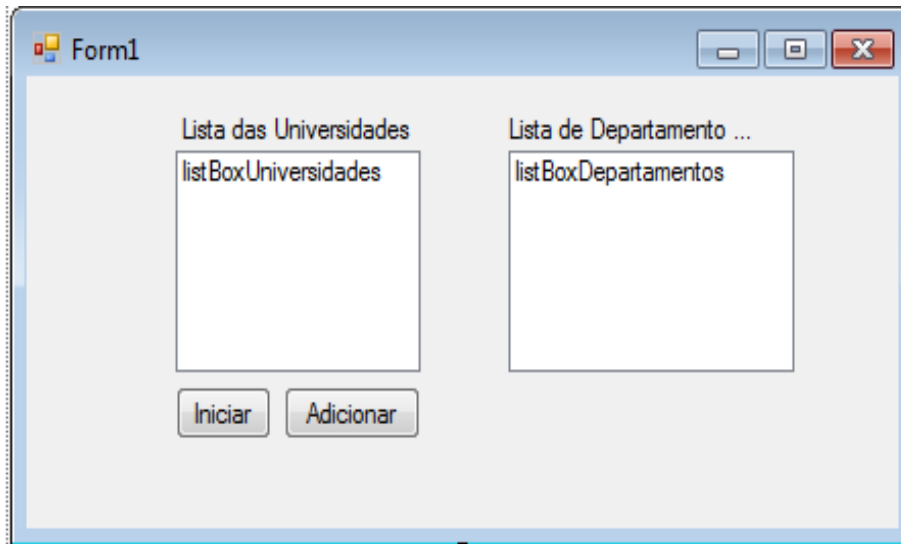 Form1
Lista das Universidades
Lista de Departamento ...
listBoxUniversidades
listBoxDepartamentos
Iniciar
Adicionar